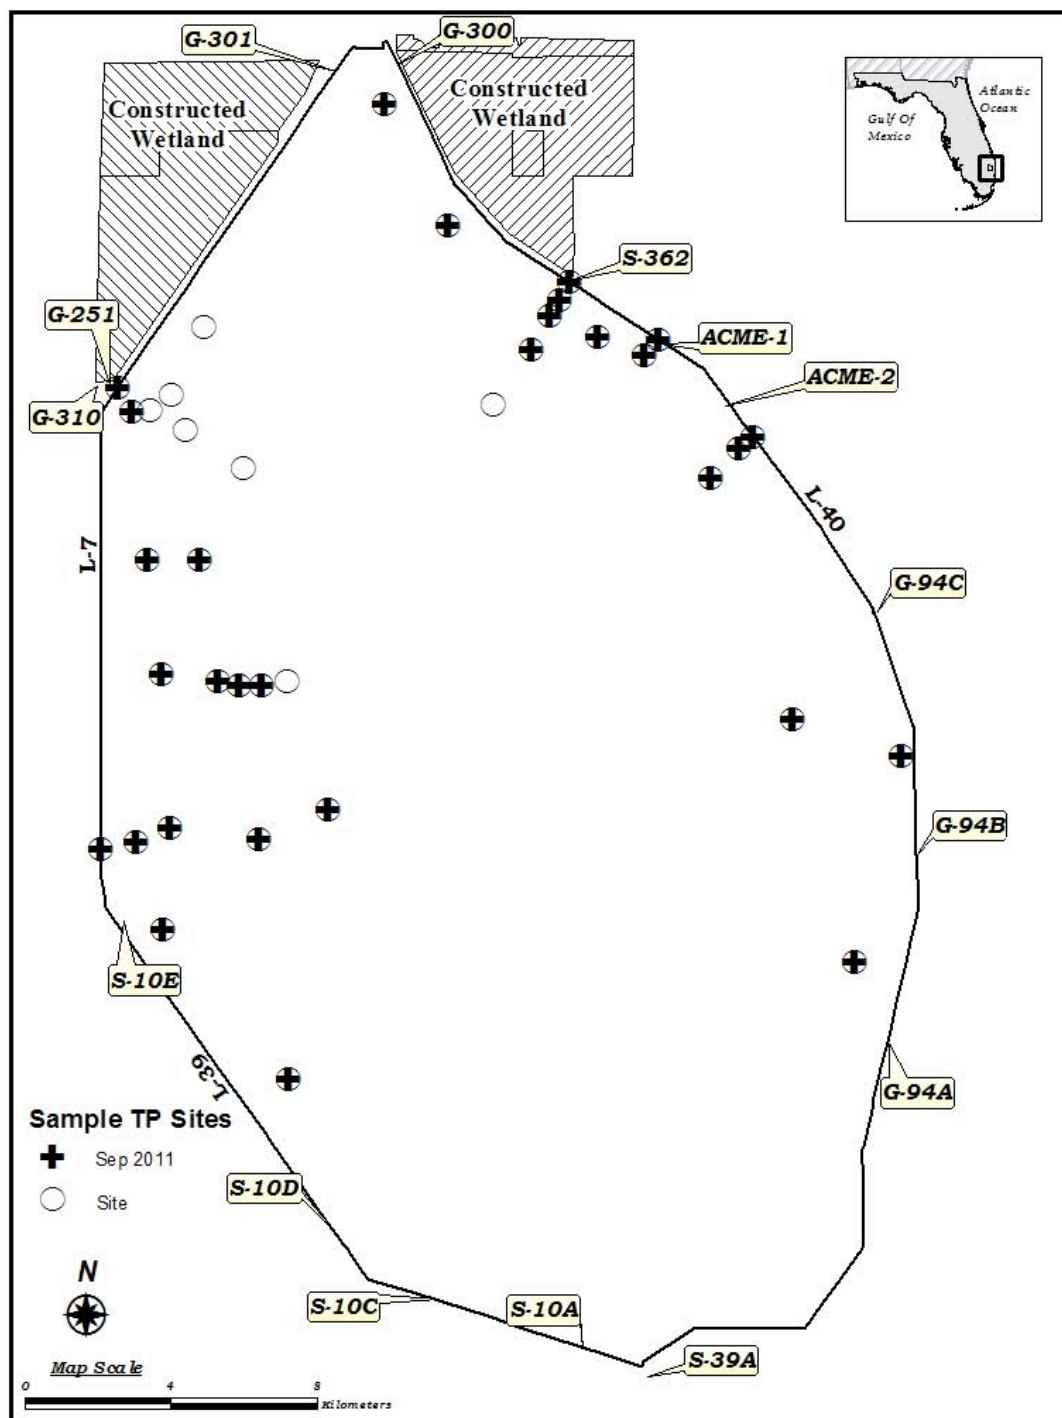 G-301
G-300
Constructed
Wetland
Constructed
Wetland
Gulf Of
Mexico
Atlantic
Ocean
S-362
G-251
ACME-1
ACME-2
G-310
L-7
L-40
G-94C
G-94B
S-10E
G-94A
L-39
Sample TP Sites
Sep 2011
Site
S-10D
N
S-10C
S-10A
S-39A
Map Scale
0 4 8
Kilometers